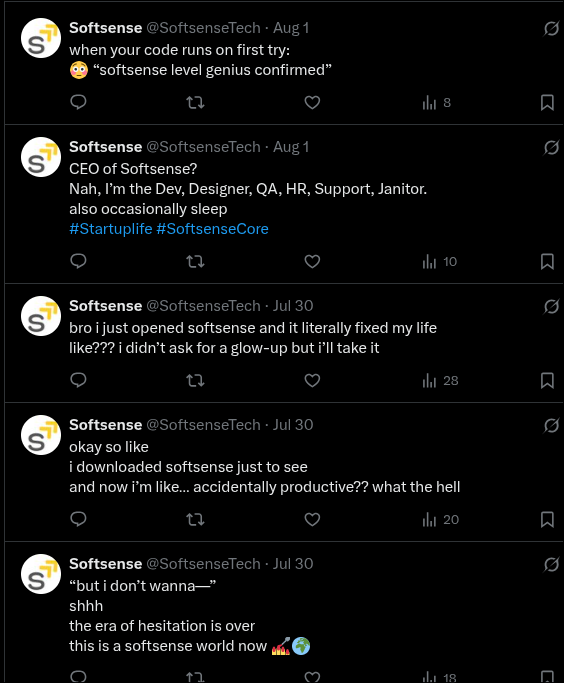 Softsense @SoftsenseTech · Aug 1
when your code runs on first try:
😳 “softsense level genius confirmed”
8
Softsense @SoftsenseTech · Aug 1
CEO of Softsense?
Nah, I’m the Dev, Designer, QA, HR, Support, Janitor.
also occasionally sleep
#Startuplife #SoftsenseCore
10
Softsense @SoftsenseTech · Jul 30
bro i just opened softsense and it literally fixed my life
like??? i didn’t ask for a glow-up but i’ll take it
28
Softsense @SoftsenseTech · Jul 30
okay so like
i downloaded softsense just to see
and now i’m like… accidentally productive?? what the hell
20
Softsense @SoftsenseTech · Jul 30
“but i don’t wanna—”
shhh
the era of hesitation is over
this is a softsense world now 💅🌍
18